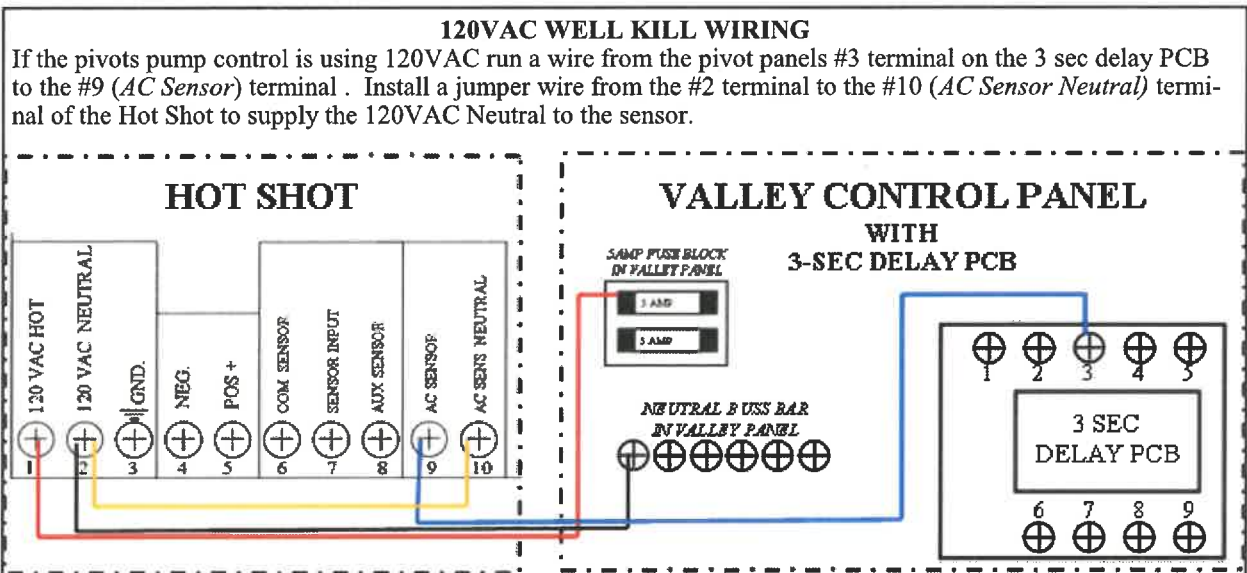 120VAC WELL KILL WIRING
If the pivots pump control is using 120VAC run a wire from the pivot panels #3 terminal on the 3 sec delay PCB
to the #9 (AC Sensor) terminal . Install a jumper wire from the #2 terminal to the #10 (AC Sensor Neutral) termi-
nal of the Hot Shot to supply the 120VAC Neutral to the sensor.
HOT SHOT
120 VAC HOT
120 VAC NEUTRAL
GND.
NEG.
POS +
COM SENSOR
SENSOR INPUT
AUX SENSOR
AC SENSOR
AC SENS NEUTRAL
1 2 3 4 5 6 7 8 9 10
VALLEY CONTROL PANEL
WITH
3-SEC DELAY PCB
5AMP FUSE BLOCK
IN VALLEY PANEL
5 AMP
5 AMP
NEUTRAL BUSS BAR
IN VALLEY PANEL
1 2 3 4 5
3 SEC
DELAY PCB
6 7 8 9